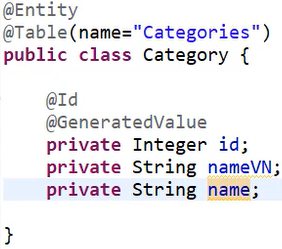 @Entity
@Table(name="Categories")
public class Category {
@Id
@GeneratedValue
private Integer id;
private String nameVN;
private String name;
}